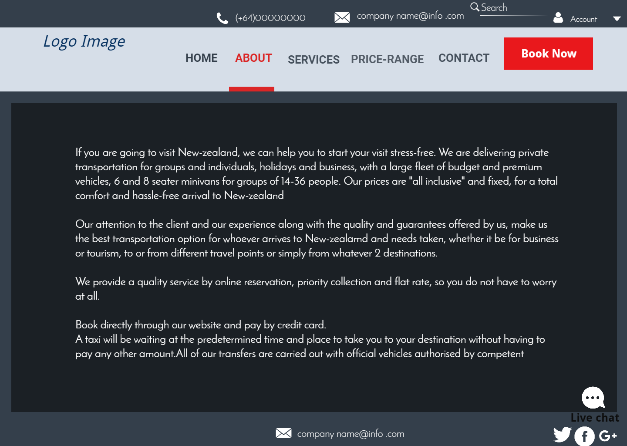 (+64)00000000 company name@info .com Search Account
Logo Image
HOME ABOUT SERVICES PRICE-RANGE CONTACT Book Now
If you are going to visit New-zealand, we can help you to start your visit stress-free. We are delivering private
transportation for groups and individuals, holidays and business, with a large fleet of budget and premium
vehicles, 6 and 8 seater minivans for groups of 14-36 people. Our prices are "all inclusive" and fixed, for a total
comfort and hassle-free arrival to New-zealand
Our attention to the client and our experience along with the quality and guarantees offered by us, make us
the best transportation option for whoever arrives to New-zealamd and needs taken, whether it be for business
or tourism, to or from different travel points or simply from whatever 2 destinations.
We provide a quality service by online reservation, priority collection and flat rate, so you do not have to worry
at all.
Book directly through our website and pay by credit card.
A taxi will be waiting at the predetermined time and place to take you to your destination without having to
pay any other amount.All of our transfers are carried out with official vehicles authorised by competent
Live chat
company name@info .com